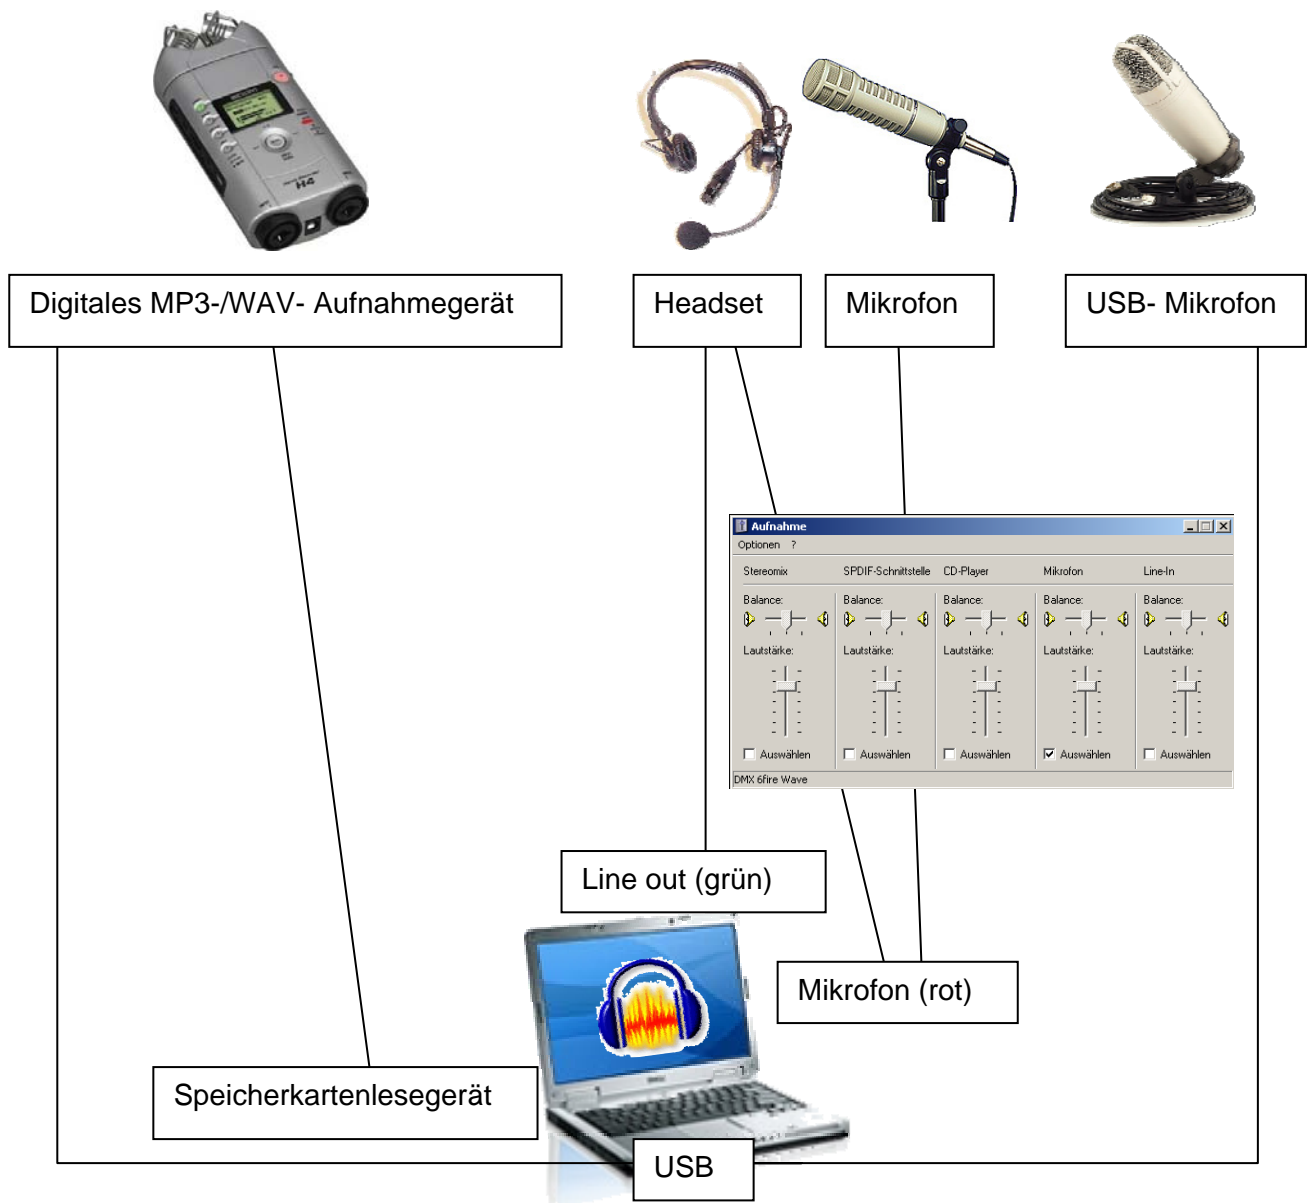 H4
Digitales MP3-/WAV- Aufnahmegerät
Headset
Mikrofon
USB- Mikrofon
Aufnahme
Optionen ?
Stereomix SPDIF-Schnittstelle CD-Player Mikrofon Line-In
Balance: Balance: Balance: Balance: Balance:
Lautstärke: Lautstärke: Lautstärke: Lautstärke: Lautstärke:
Auswählen Auswählen Auswählen Auswählen Auswählen
DMX 6fire Wave
Line out (grün)
Mikrofon (rot)
Speicherkartenlesegerät
USB